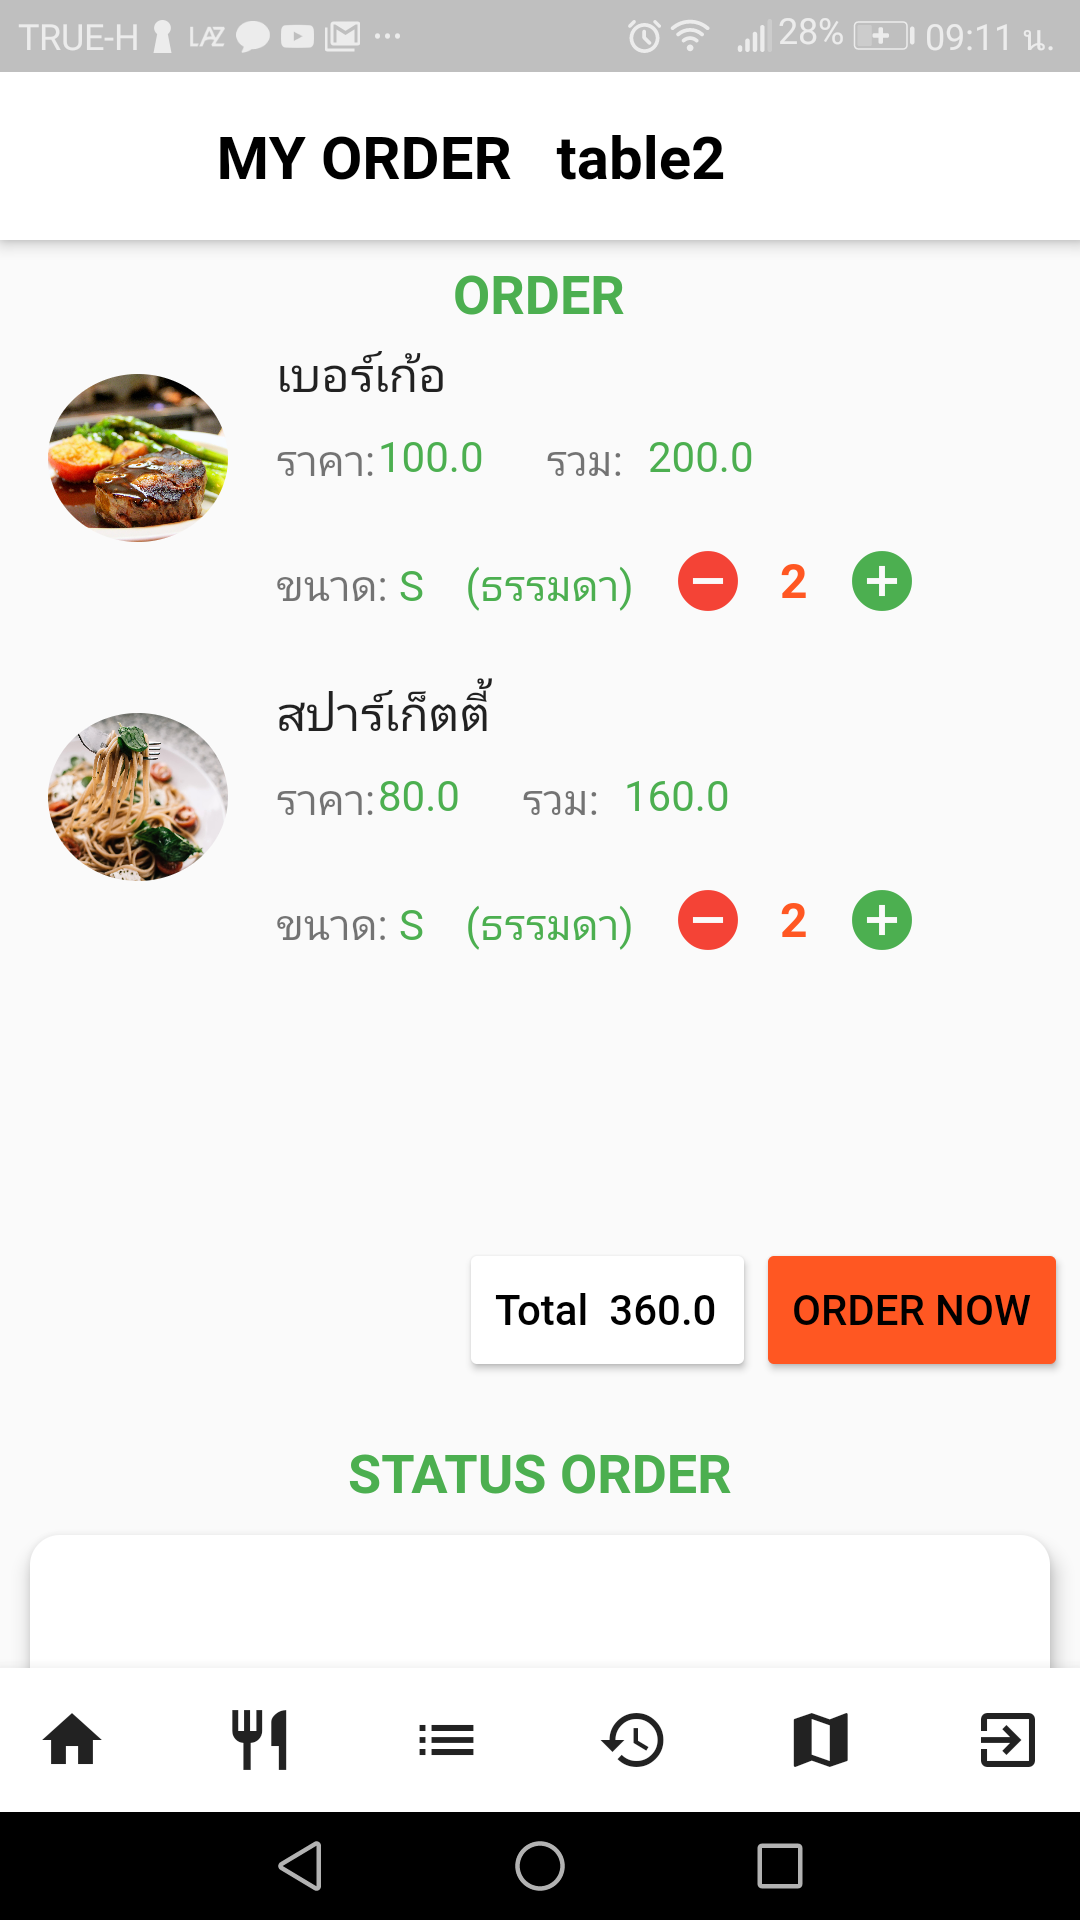 TRUE-H LAZ 28% 09:11 น.
MY ORDER table2
ORDER
เบอร์เก้อ
ราคา: 100.0 รวม: 200.0
ขนาด: S (ธรรมดา) 2
สปาร์เก็ตตี้
ราคา: 80.0 รวม: 160.0
ขนาด: S (ธรรมดา) 2
Total 360.0 ORDER NOW
STATUS ORDER